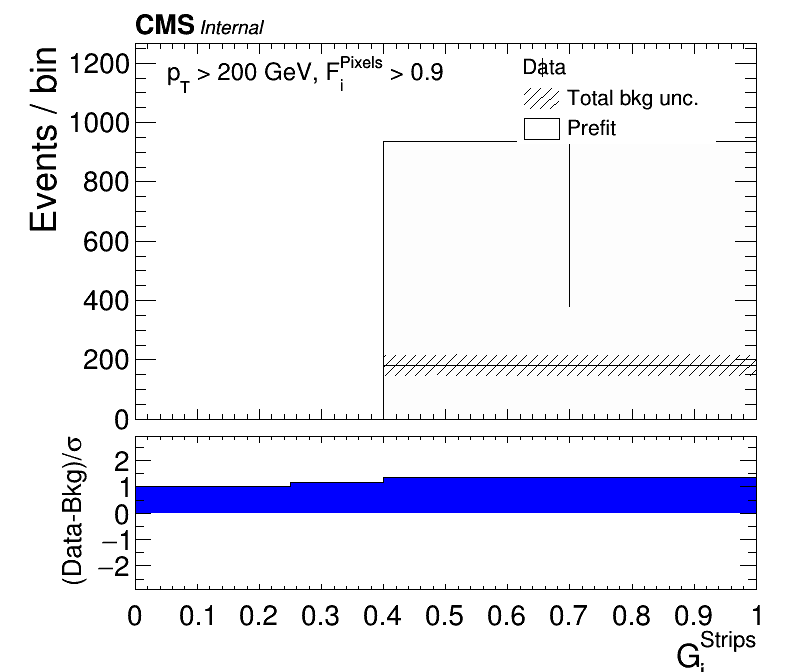 CMS Internal
p_T > 200 GeV, F_i^Pixels > 0.9
Data
Total bkg unc.
Prefit
Events / bin
1200
1000
800
600
400
200
0
(Data-Bkg)/σ
2
1
0
−1
−2
0 0.1 0.2 0.3 0.4 0.5 0.6 0.7 0.8 0.9 1
G_i^Strips